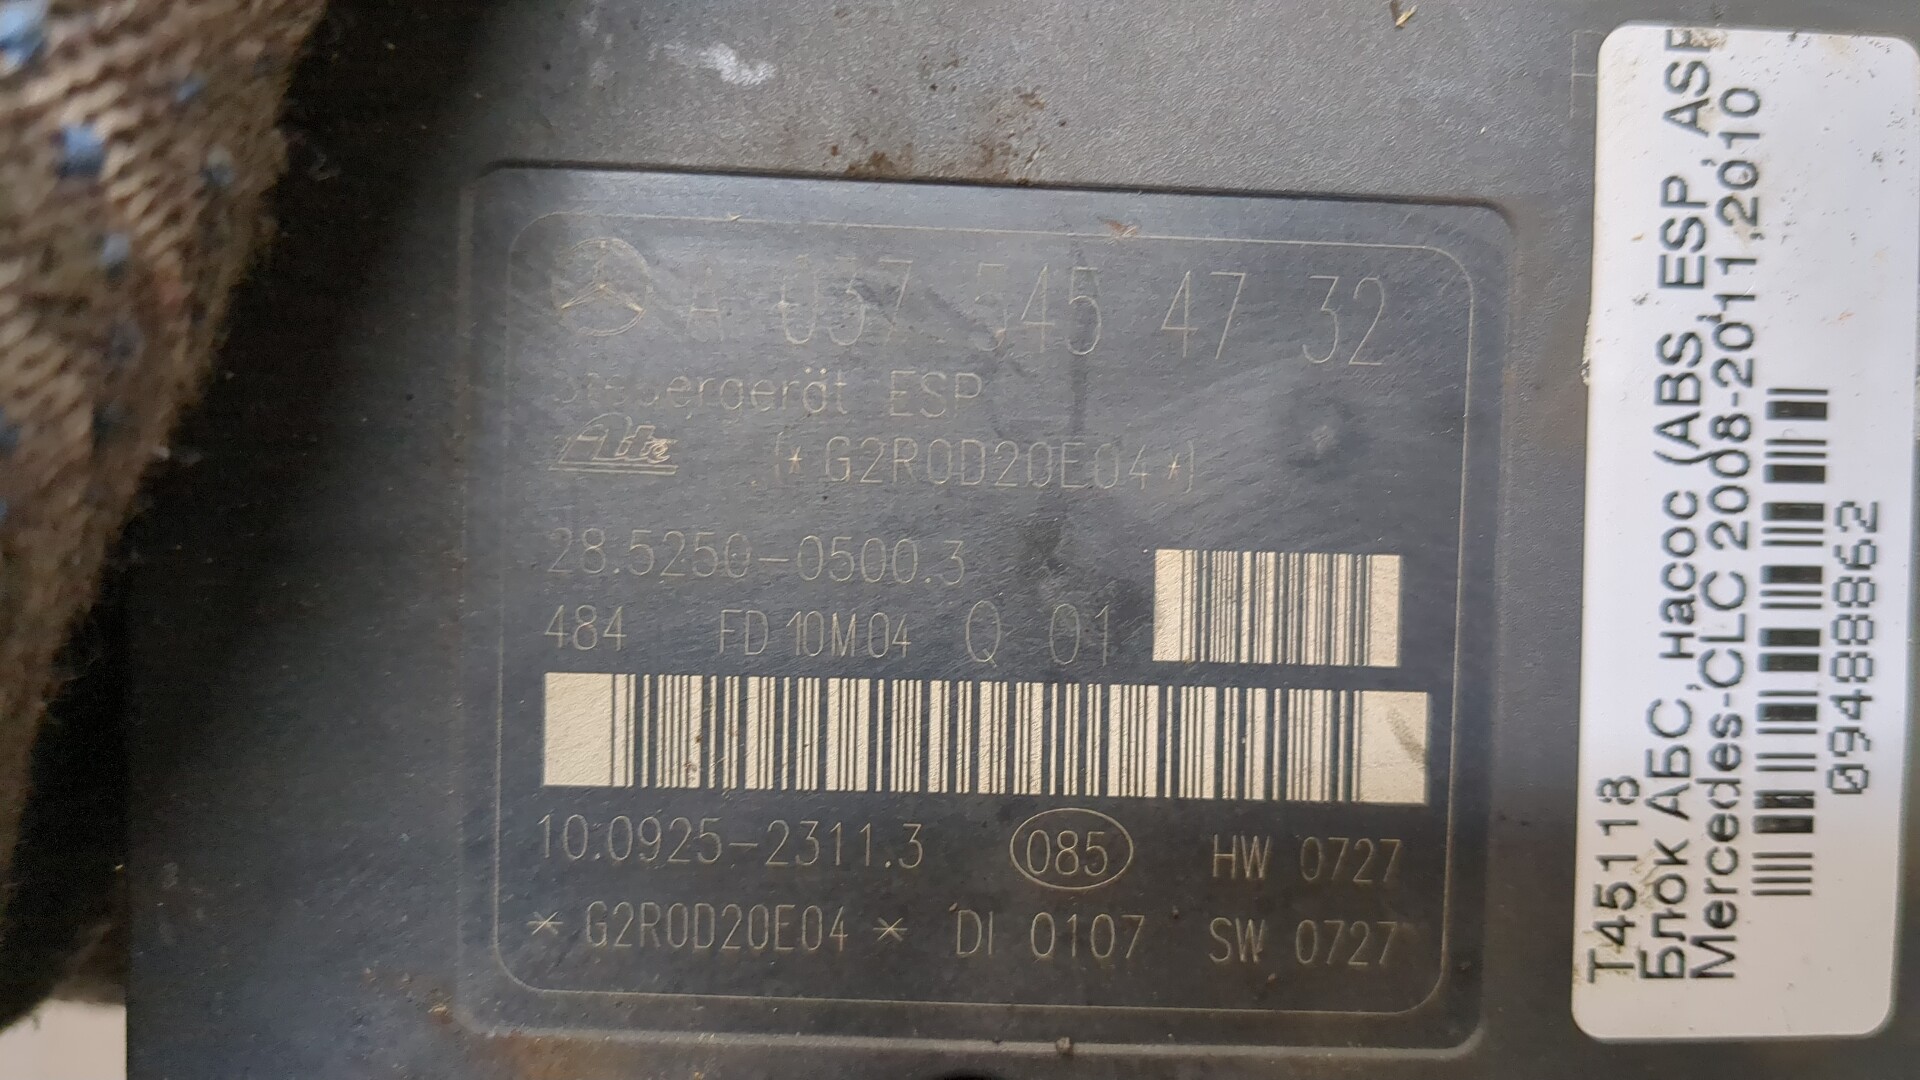 A 037 545 47 32
Steuergerät ESP
Ate (*G2R0D20E04*)
28.5250-0500.3
484 FD 10M04 Q 01
10.0925-2311.3 085 HW 0727
* G2R0D20E04 * DI 0107 SW 0727
T45118
Блок АБС, насос (ABS, ESP, ASR
Mercedes-CLC 2008-2011,2010
09488862